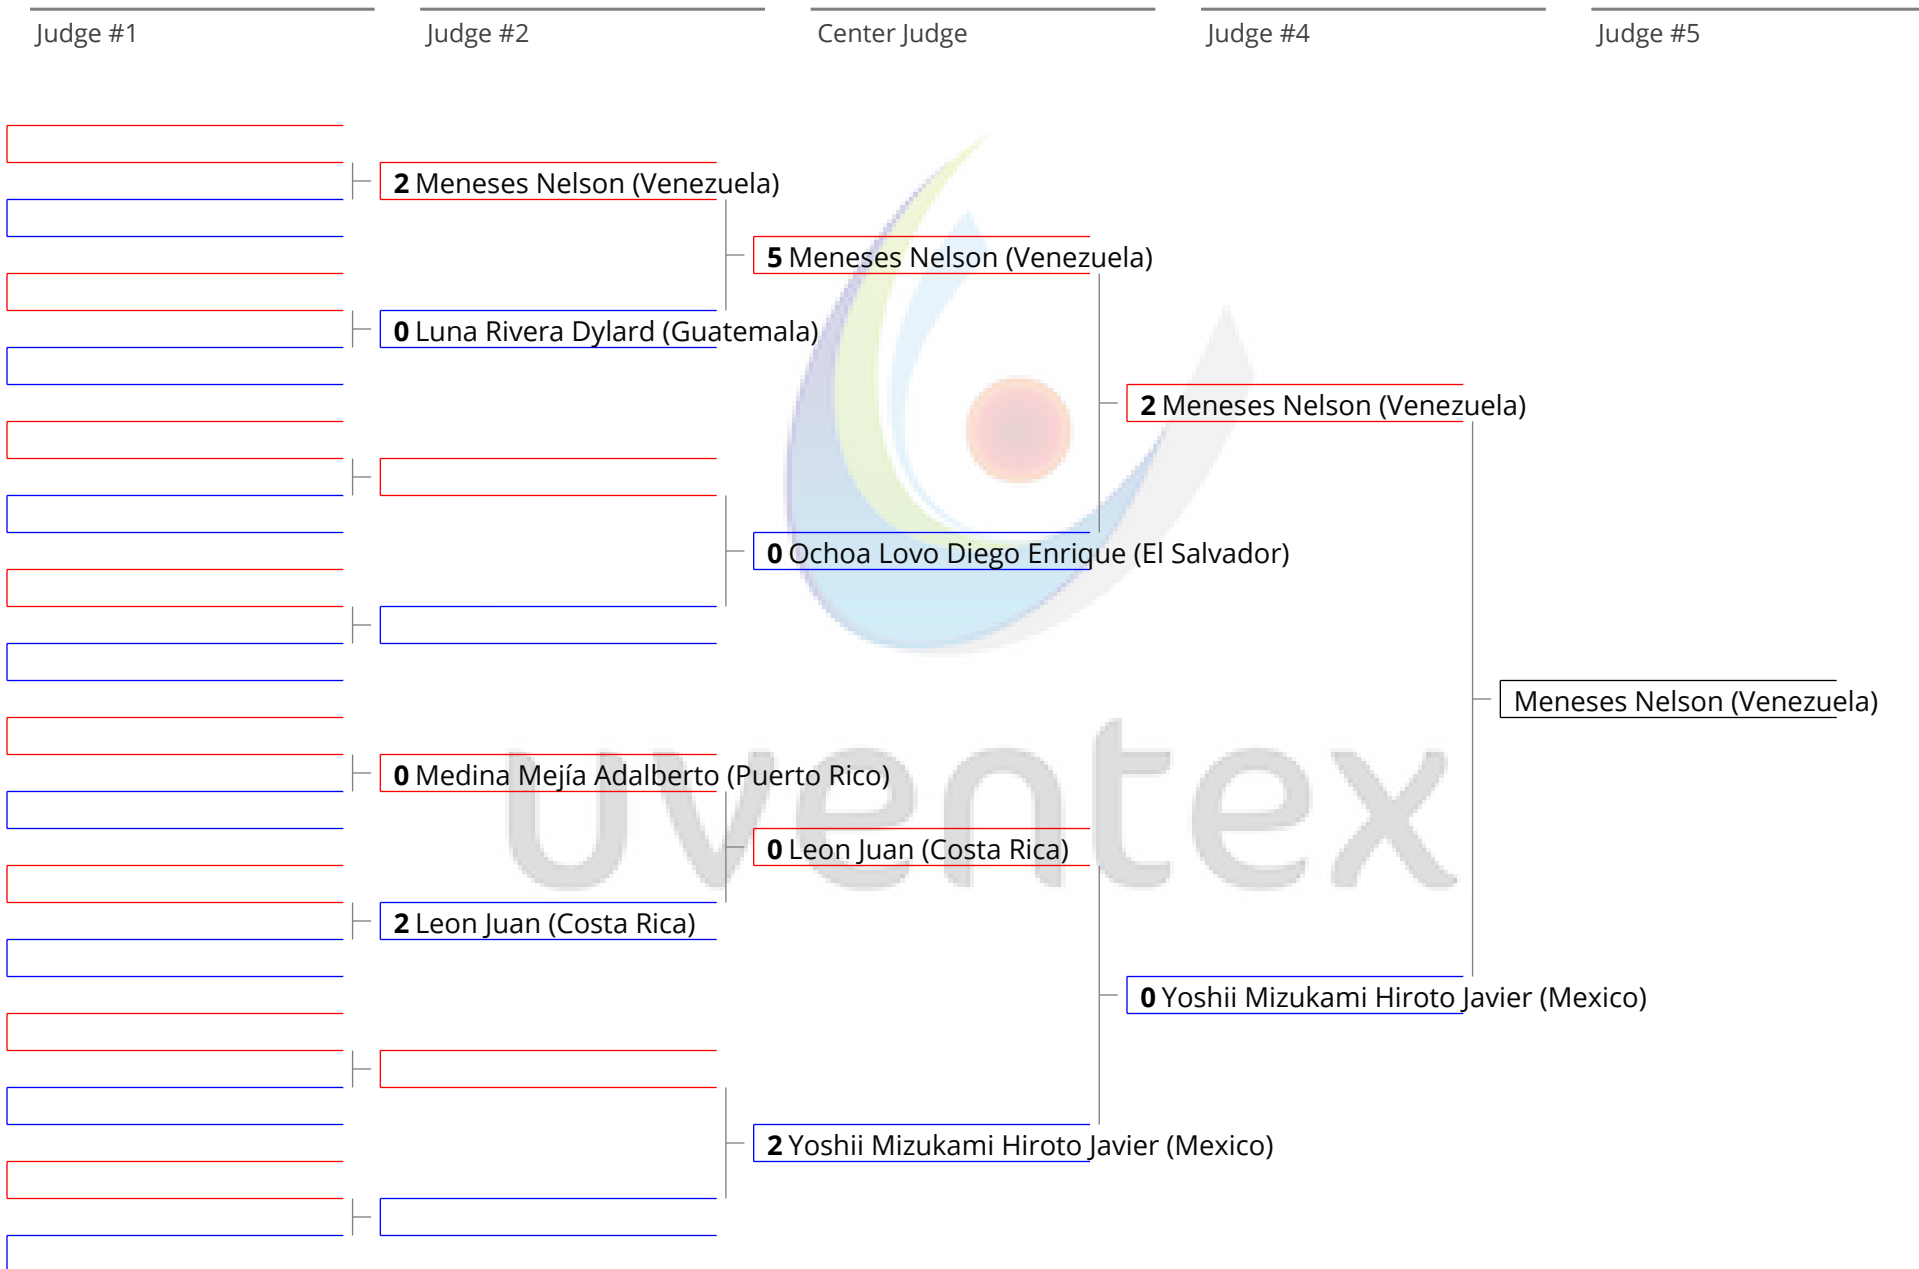 Judge #1 Judge #2 Center Judge Judge #4 Judge #5
2 Meneses Nelson (Venezuela)
5 Meneses Nelson (Venezuela)
0 Luna Rivera Dylard (Guatemala)
2 Meneses Nelson (Venezuela)
0 Ochoa Lovo Diego Enrique (El Salvador)
Meneses Nelson (Venezuela)
0 Medina Mejía Adalberto (Puerto Rico)
uventex
0 Leon Juan (Costa Rica)
2 Leon Juan (Costa Rica)
0 Yoshii Mizukami Hiroto Javier (Mexico)
2 Yoshii Mizukami Hiroto Javier (Mexico)